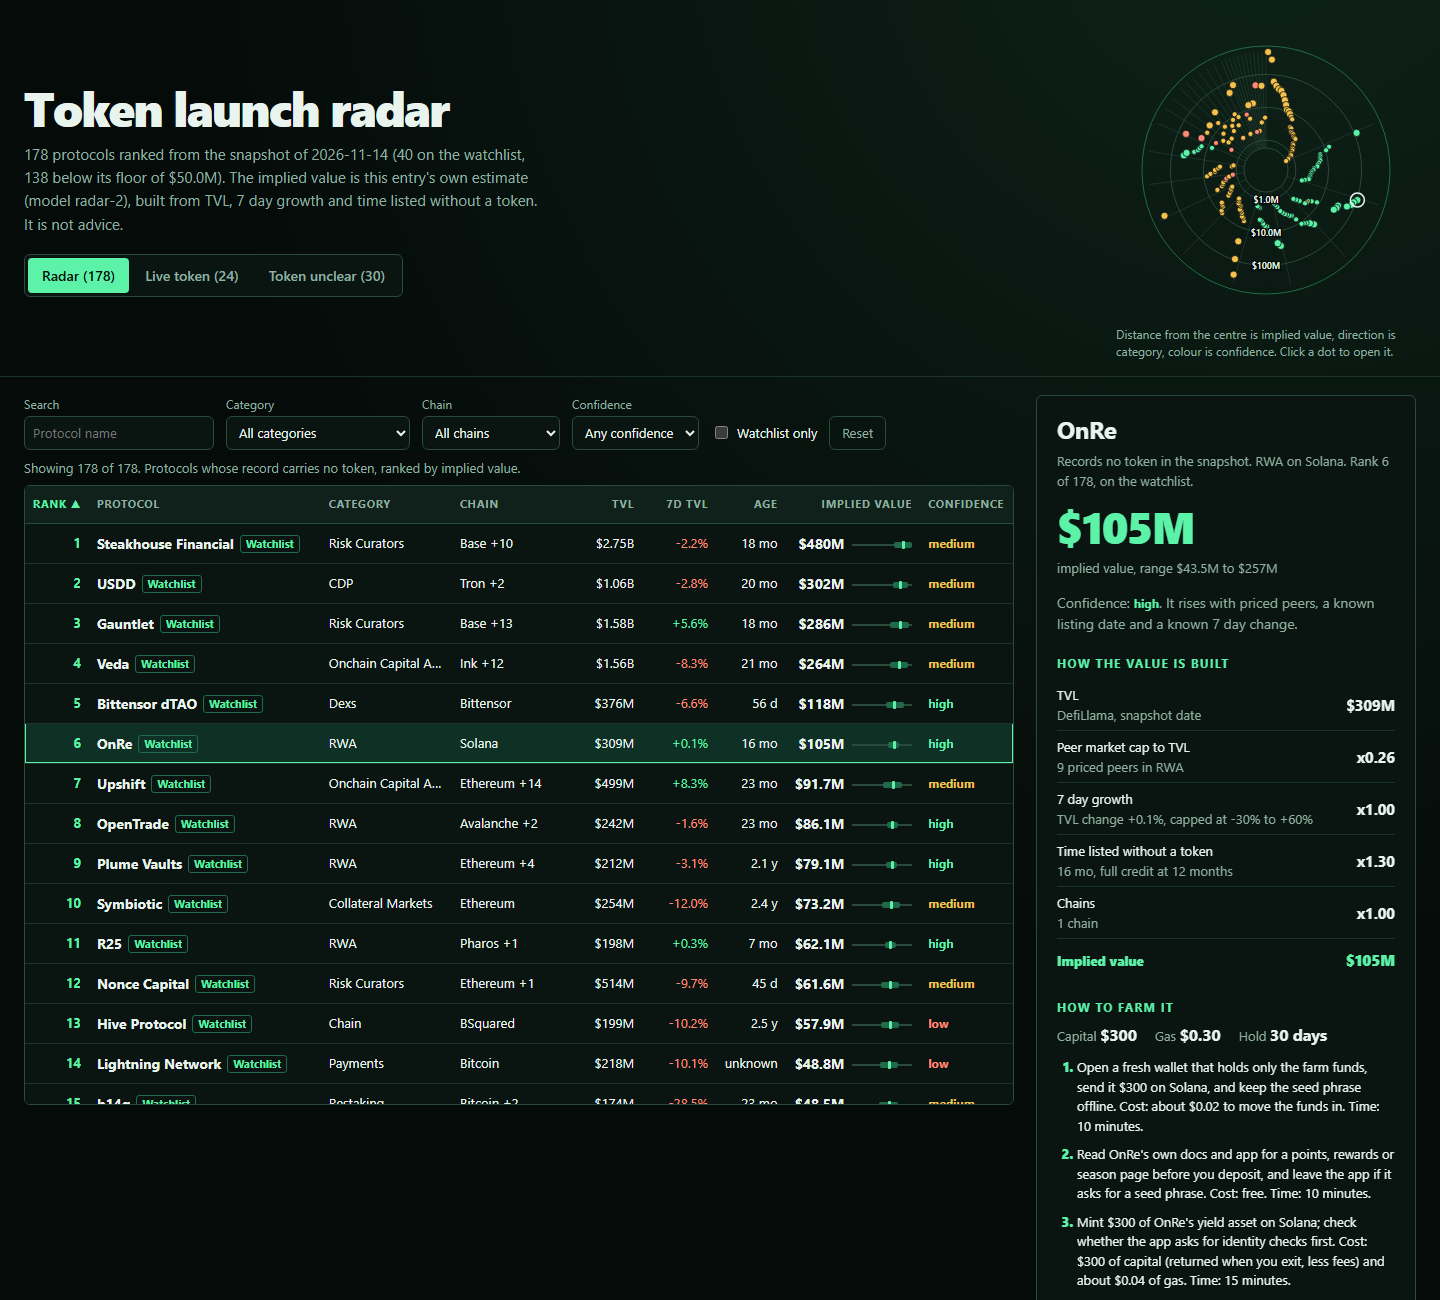 Token launch radar
178 protocols ranked from the snapshot of 2026-11-14 (40 on the watchlist,
138 below its floor of $50.0M). The implied value is this entry's own estimate
(model radar-2), built from TVL, 7 day growth and time listed without a token.
It is not advice.
Radar (178) Live token (24) Token unclear (30)
$1.0M
$10.0M
$100M
Distance from the centre is implied value, direction is
category, colour is confidence. Click a dot to open it.
Search Category Chain Confidence
Protocol name All categories All chains Any confidence Watchlist only Reset
Showing 178 of 178. Protocols whose record carries no token, ranked by implied value.
RANK ▲ PROTOCOL CATEGORY CHAIN TVL 7D TVL AGE IMPLIED VALUE CONFIDENCE
1 Steakhouse Financial Watchlist Risk Curators Base +10 $2.75B -2.2% 18 mo $480M medium
2 USDD Watchlist CDP Tron +2 $1.06B -2.8% 20 mo $302M medium
3 Gauntlet Watchlist Risk Curators Base +13 $1.58B +5.6% 18 mo $286M medium
4 Veda Watchlist Onchain Capital A... Ink +12 $1.56B -8.3% 21 mo $264M medium
5 Bittensor dTAO Watchlist Dexs Bittensor $376M -6.6% 56 d $118M high
6 OnRe Watchlist RWA Solana $309M +0.1% 16 mo $105M high
7 Upshift Watchlist Onchain Capital A... Ethereum +14 $499M +8.3% 23 mo $91.7M medium
8 OpenTrade Watchlist RWA Avalanche +2 $242M -1.6% 23 mo $86.1M high
9 Plume Vaults Watchlist RWA Ethereum +4 $212M -3.1% 2.1 y $79.1M high
10 Symbiotic Watchlist Collateral Markets Ethereum $254M -12.0% 2.4 y $73.2M medium
11 R25 Watchlist RWA Pharos +1 $198M +0.3% 7 mo $62.1M high
12 Nonce Capital Watchlist Risk Curators Ethereum +1 $514M -9.7% 45 d $61.6M medium
13 Hive Protocol Watchlist Chain BSquared $199M -10.2% 2.5 y $57.9M low
14 Lightning Network Watchlist Payments Bitcoin $218M -10.1% unknown $48.8M low
15 b14g Watchlist Restaking Bitcoin +2 $174M -28.5% 23 mo $48.5M medium
OnRe
Records no token in the snapshot. RWA on Solana. Rank 6
of 178, on the watchlist.
$105M
implied value, range $43.5M to $257M
Confidence: high. It rises with priced peers, a known
listing date and a known 7 day change.
HOW THE VALUE IS BUILT
TVL
DefiLlama, snapshot date
$309M
Peer market cap to TVL
9 priced peers in RWA
x0.26
7 day growth
TVL change +0.1%, capped at -30% to +60%
x1.00
Time listed without a token
16 mo, full credit at 12 months
x1.30
Chains
1 chain
x1.00
Implied value $105M
HOW TO FARM IT
Capital $300 Gas $0.30 Hold 30 days
1. Open a fresh wallet that holds only the farm funds,
send it $300 on Solana, and keep the seed phrase
offline. Cost: about $0.02 to move the funds in. Time:
10 minutes.
2. Read OnRe's own docs and app for a points, rewards or
season page before you deposit, and leave the app if it
asks for a seed phrase. Cost: free. Time: 10 minutes.
3. Mint $300 of OnRe's yield asset on Solana; check
whether the app asks for identity checks first. Cost:
$300 of capital (returned when you exit, less fees) and
about $0.04 of gas. Time: 15 minutes.